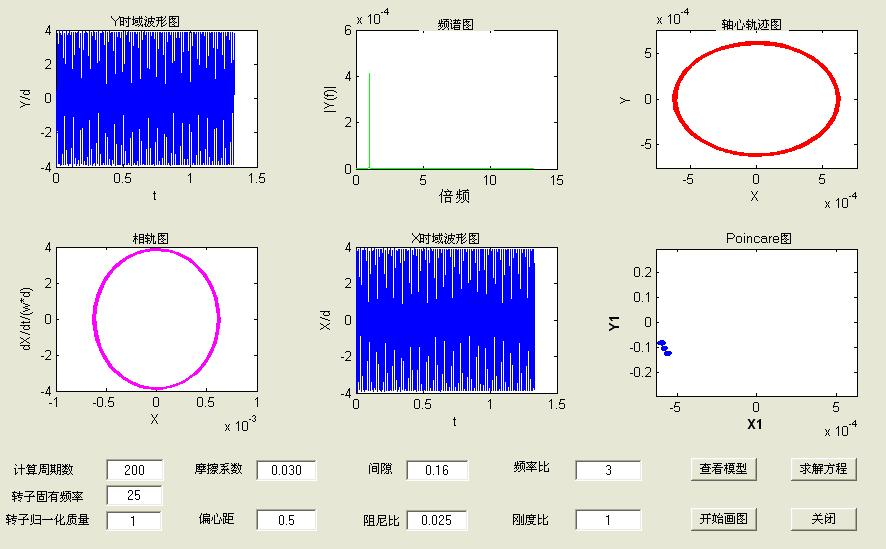 Y时域波形图
4
2
0
-2
-4
Y/d
0
0.5
1
1.5
t
频谱图
x 10^-4
6
4
2
0
|Y(f)|
0
5
10
15
倍频
轴心轨迹图
x 10^-4
5
0
-5
Y
-5
0
5
X
x 10^-4
相轨图
4
2
0
-2
-4
dX/dt/(w*d)
-1
-0.5
0
0.5
1
X
x 10^-3
X时域波形图
4
2
0
-2
-4
X/d
0
0.5
1
1.5
t
Poincare图
0.2
0.1
0
-0.1
-0.2
Y1
-5
0
5
X1
x 10^-4
计算周期数 200 摩擦系数 0.030 间隙 0.16 频率比 3 查看模型 求解方程
转子固有频率 25
转子归一化质量 1 偏心距 0.5 阻尼比 0.025 刚度比 1 开始画图 关闭